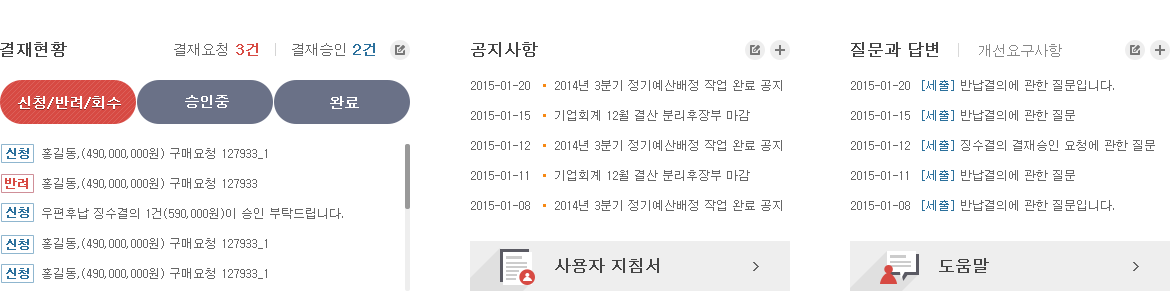 결재현황 결재요청 3건 결재승인 2건
신청/반려/회수 승인중 완료
신청 홍길동,(490,000,000원) 구매요청 127933_1
반려 홍길동,(490,000,000원) 구매요청 127933
신청 우편후납 징수결의 1건(590,000원)이 승인 부탁드립니다.
신청 홍길동,(490,000,000원) 구매요청 127933_1
신청 홍길동,(490,000,000원) 구매요청 127933_1
공지사항
2015-01-20 2014년 3분기 정기예산배정 작업 완료 공지
2015-01-15 기업회계 12월 결산 분리후장부 마감
2015-01-12 2014년 3분기 정기예산배정 작업 완료 공지
2015-01-11 기업회계 12월 결산 분리후장부 마감
2015-01-08 2014년 3분기 정기예산배정 작업 완료 공지
사용자 지침서
질문과 답변 개선요구사항
2015-01-20 [세출] 반납결의에 관한 질문입니다.
2015-01-15 [세출] 반납결의에 관한 질문
2015-01-12 [세출] 징수결의 결재승인 요청에 관한 질문
2015-01-11 [세출] 반납결의에 관한 질문
2015-01-08 [세출] 반납결의에 관한 질문입니다.
도움말